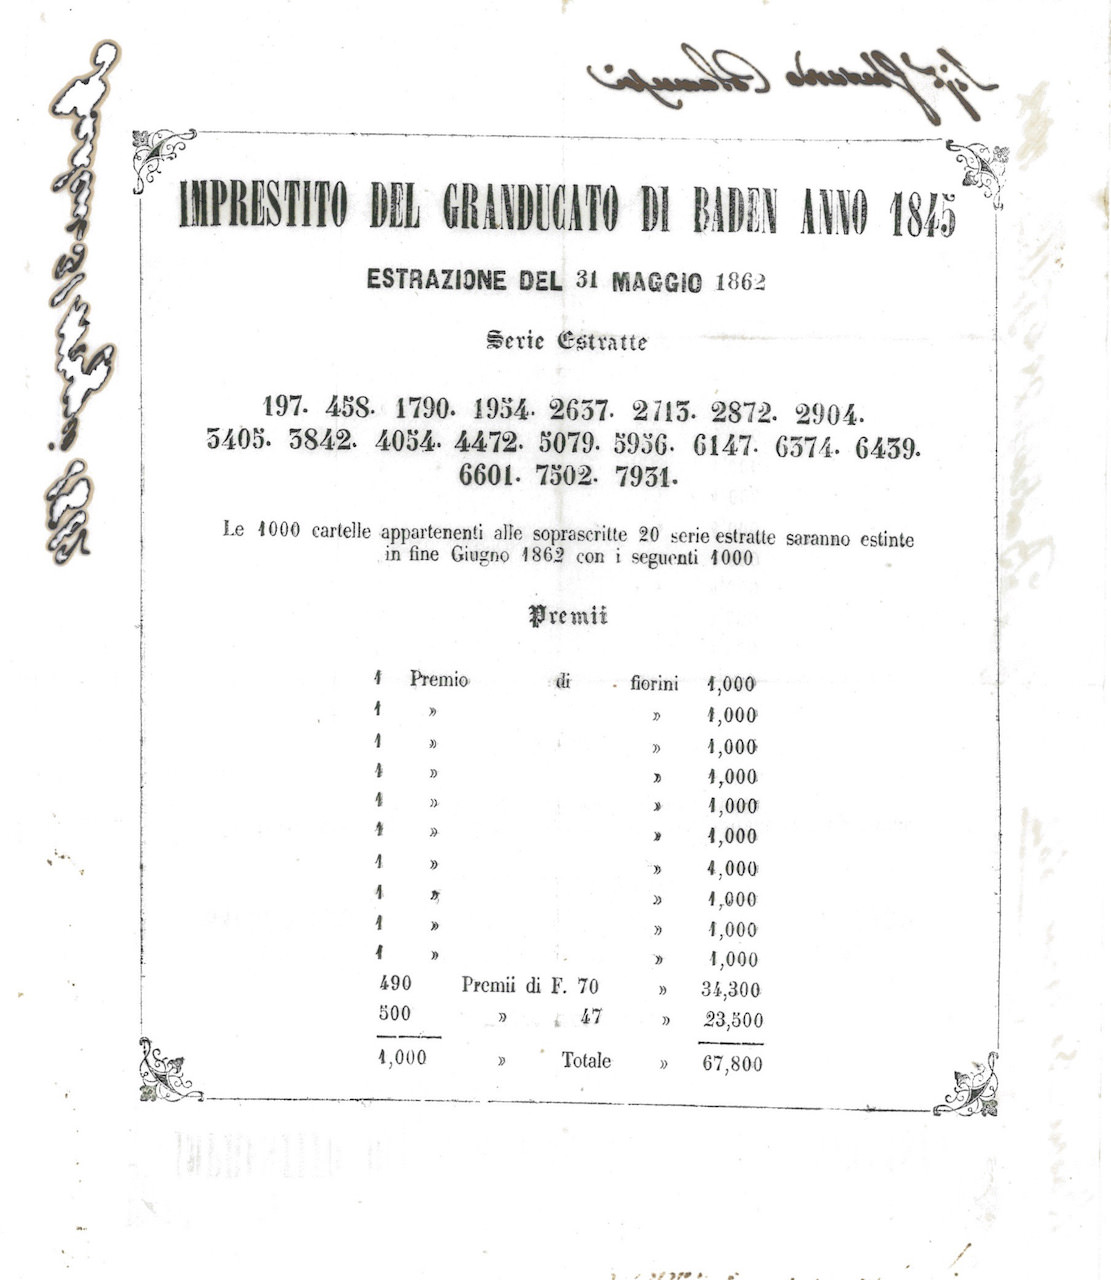 IMPRESTITO DEL GRANDUCATO DI BADEN ANNO 1845
ESTRAZIONE DEL 31 MAGGIO 1862
Serie Estratte
197. 458. 1790. 1954. 2637. 2713. 2872. 2904.
3405. 3842. 4054. 4472. 5079. 5956. 6147. 6374. 6439.
6601. 7502. 7931.
Le 1000 cartelle appartenenti alle soprascritte 20 serie estratte saranno estinte
in fine Giugno 1862 con i seguenti 1000
Premii
1 Premio di fiorini 1,000
1 » » 1,000
1 » » 1,000
1 » » 1,000
1 » » 1,000
1 » » 1,000
1 » » 1,000
1 » » 1,000
1 » » 1,000
1 » » 1,000
490 Premii di F. 70 » 34,300
500 » 47 » 23,500
1,000 » Totale » 67,800